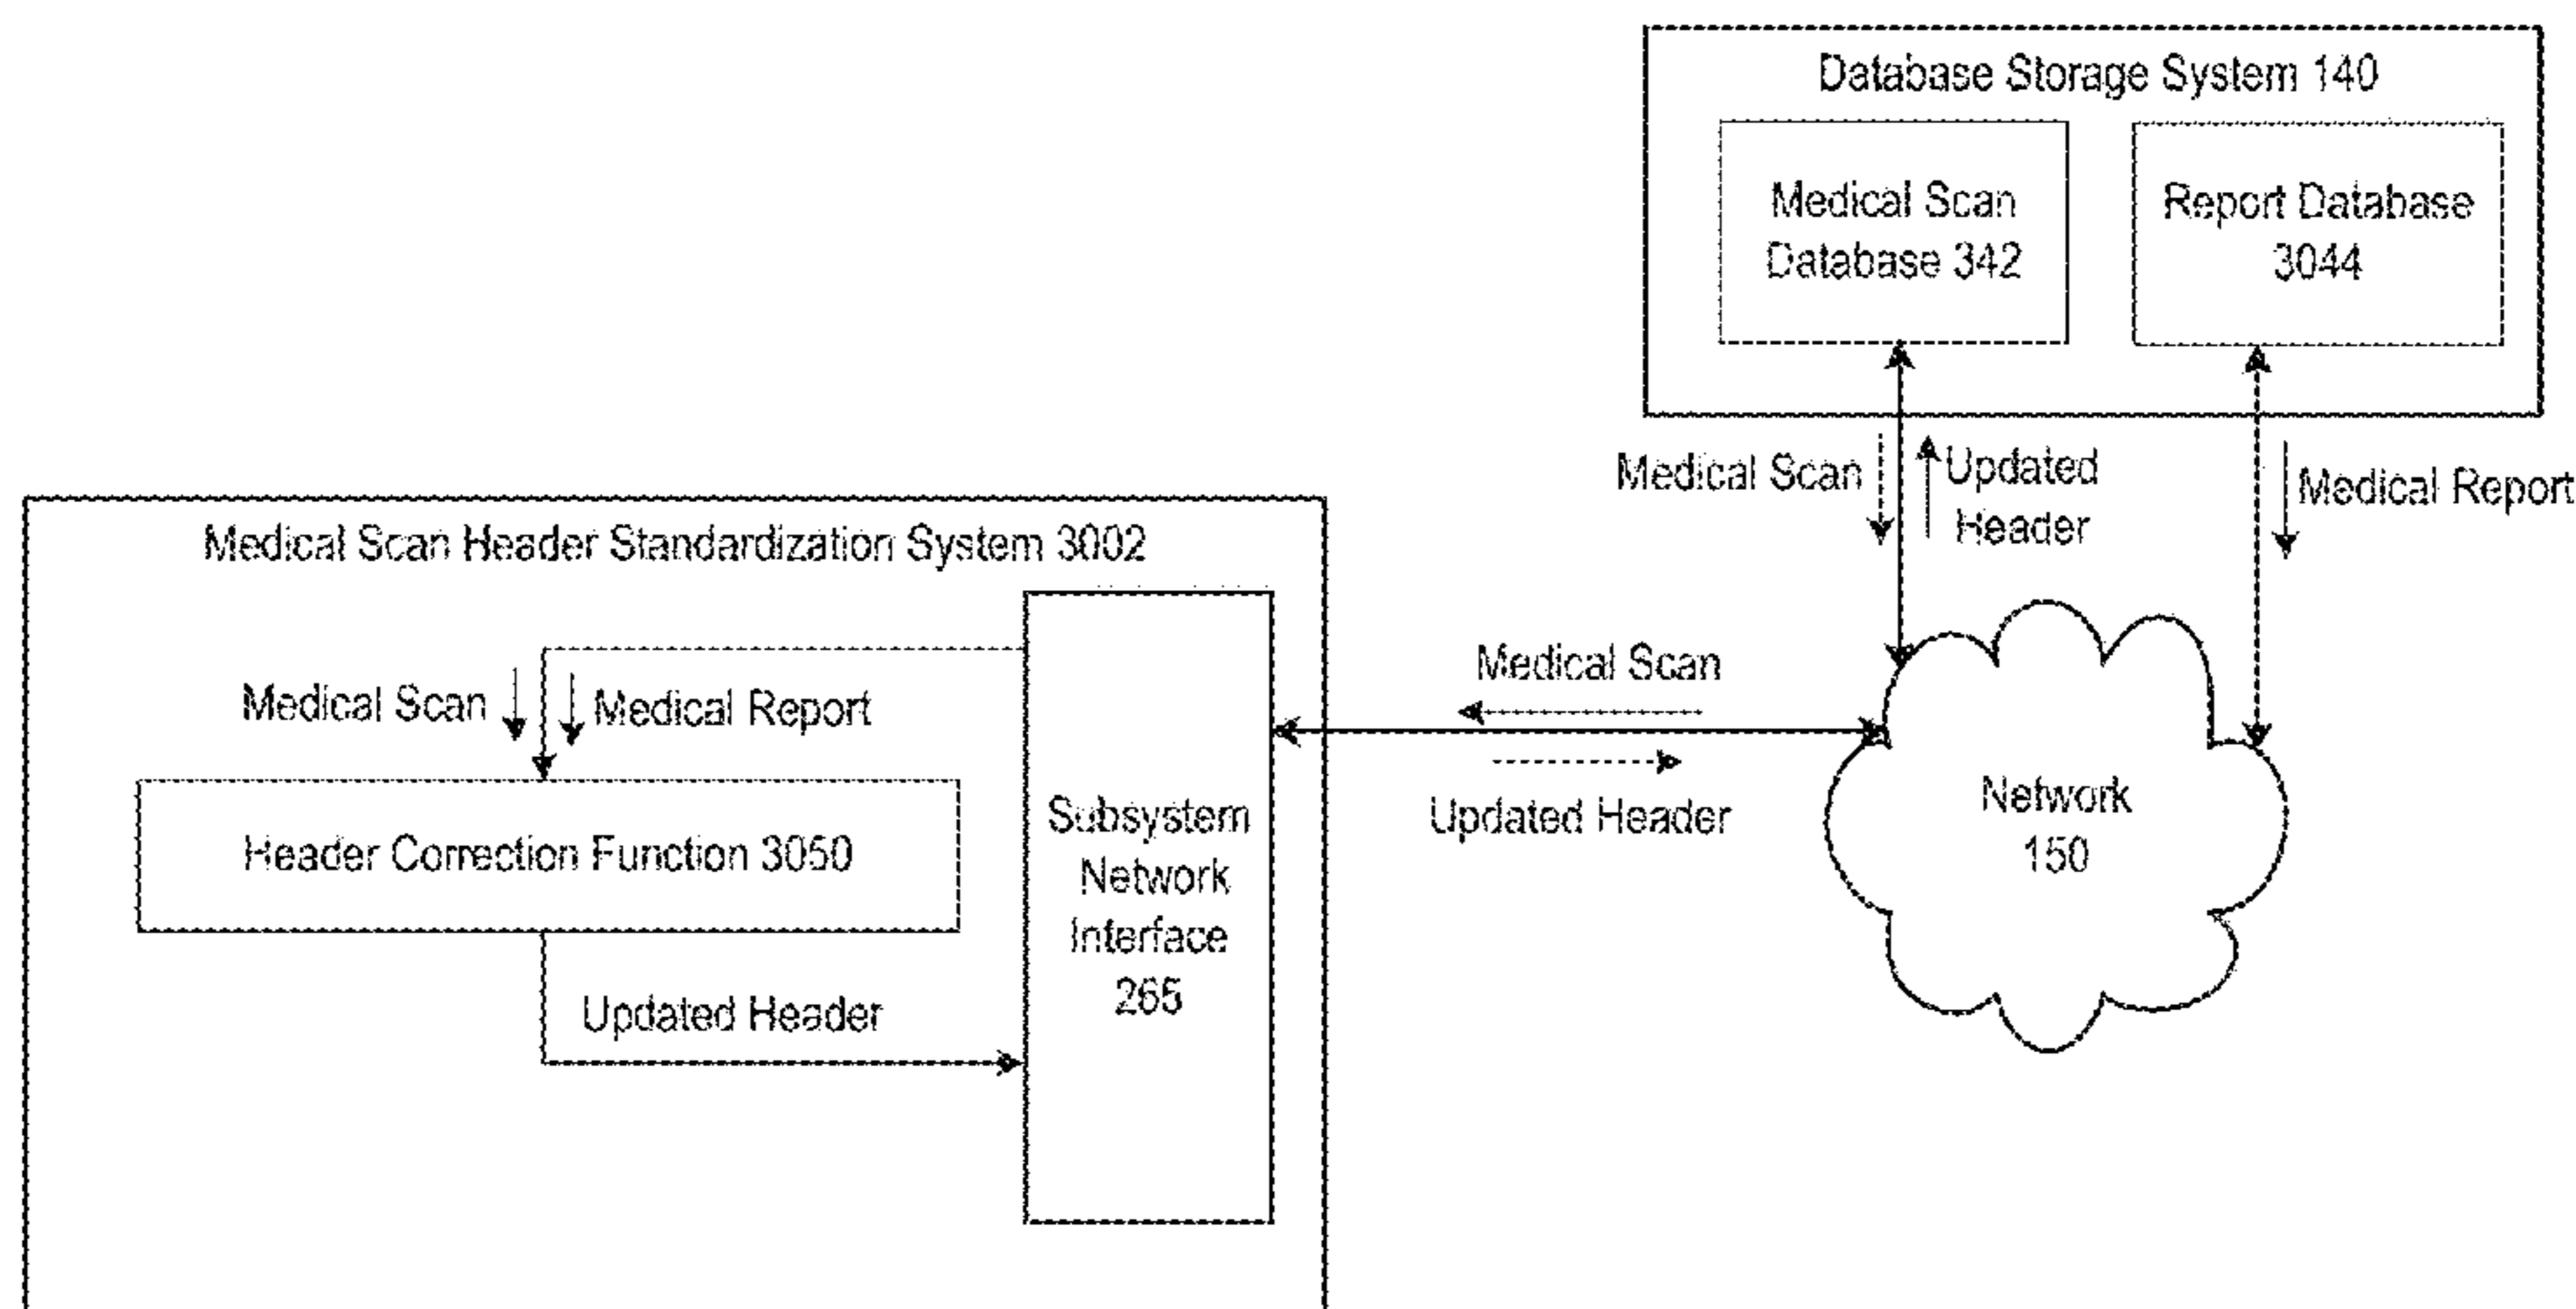 Database Storage System 140
Medical Scan
Database 342
Report Database
3044
Medical Scan
Updated
Header
Medical Report
Medical Scan Header Standardization System 3002
Medical Scan
Medical Report
Header Correction Function 3050
Updated Header
Subsystem
Network
Interface
265
Medical Scan
Updated Header
Network
150